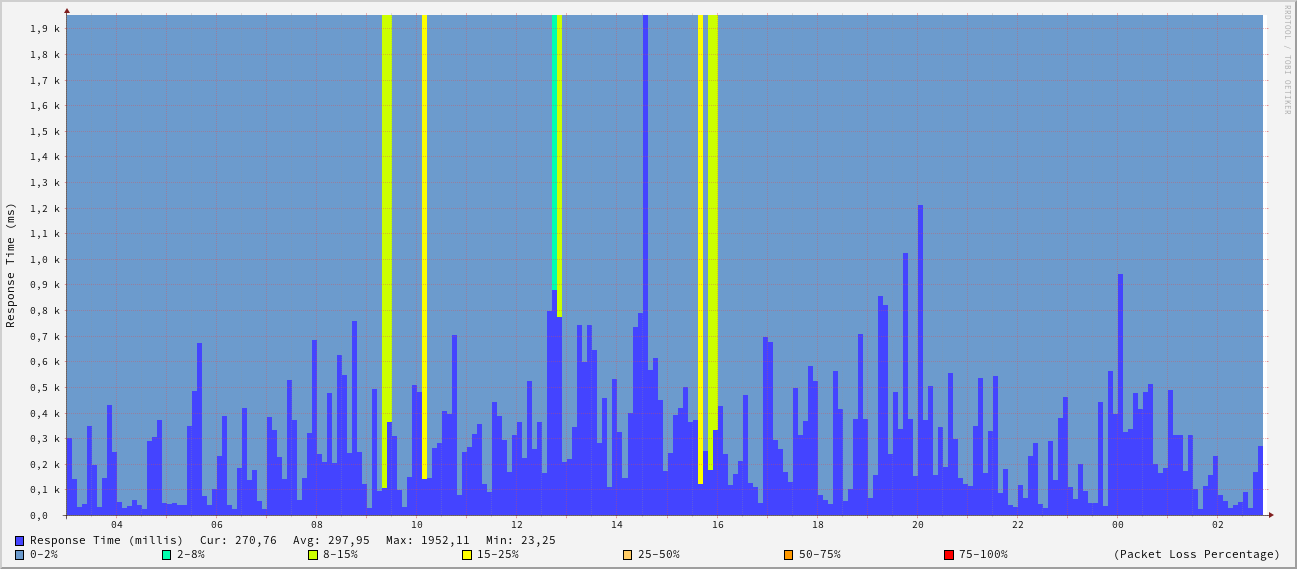 RRDTOOL / TOBI OETIKER
Response Time (ms)
1,9 k
1,8 k
1,7 k
1,6 k
1,5 k
1,4 k
1,3 k
1,2 k
1,1 k
1,0 k
0,9 k
0,8 k
0,7 k
0,6 k
0,5 k
0,4 k
0,3 k
0,2 k
0,1 k
0,0
04 06 08 10 12 14 16 18 20 22 00 02
Response Time (millis) Cur: 270,76 Avg: 297,95 Max: 1952,11 Min: 23,25
0-2% 2-8% 8-15% 15-25% 25-50% 50-75% 75-100% (Packet Loss Percentage)